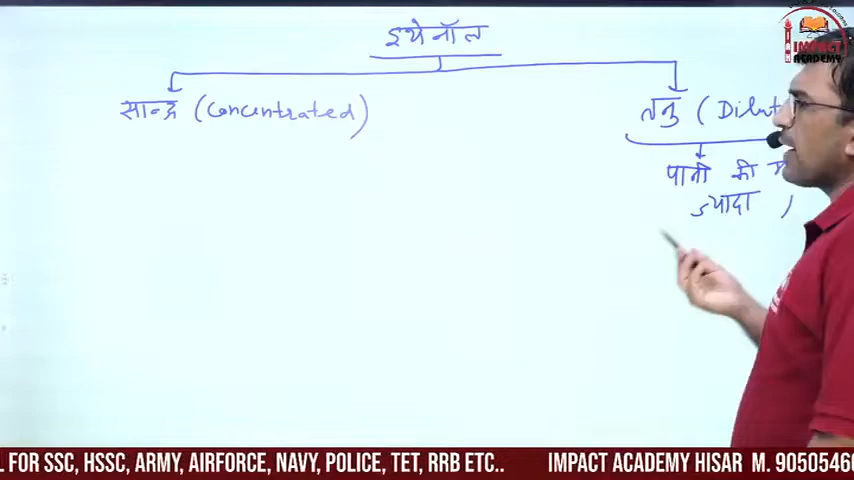 इथेनॉल
सान्द्र (Concentrated)
तनु (Dilut
पानी की
ज्यादा,
IMPACT
ACADEMY
L FOR SSC, HSSC, ARMY, AIRFORCE, NAVY, POLICE, TET, RRB ETC.. IMPACT ACADEMY HISAR M. 90505466